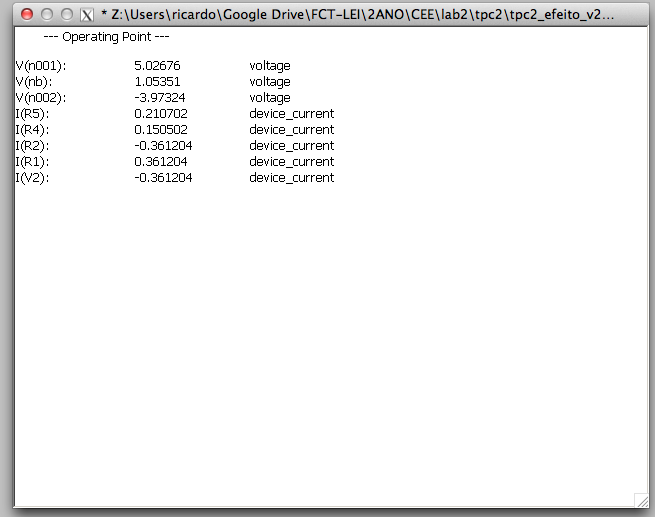 * Z:\Users\ricardo\Google Drive\FCT-LEI\2ANO\CEE\lab2\tpc2\tpc2_efeito_v2...
--- Operating Point ---
V(n001): 5.02676 voltage
V(nb): 1.05351 voltage
V(n002): -3.97324 voltage
I(R5): 0.210702 device_current
I(R4): 0.150502 device_current
I(R2): -0.361204 device_current
I(R1): 0.361204 device_current
I(V2): -0.361204 device_current